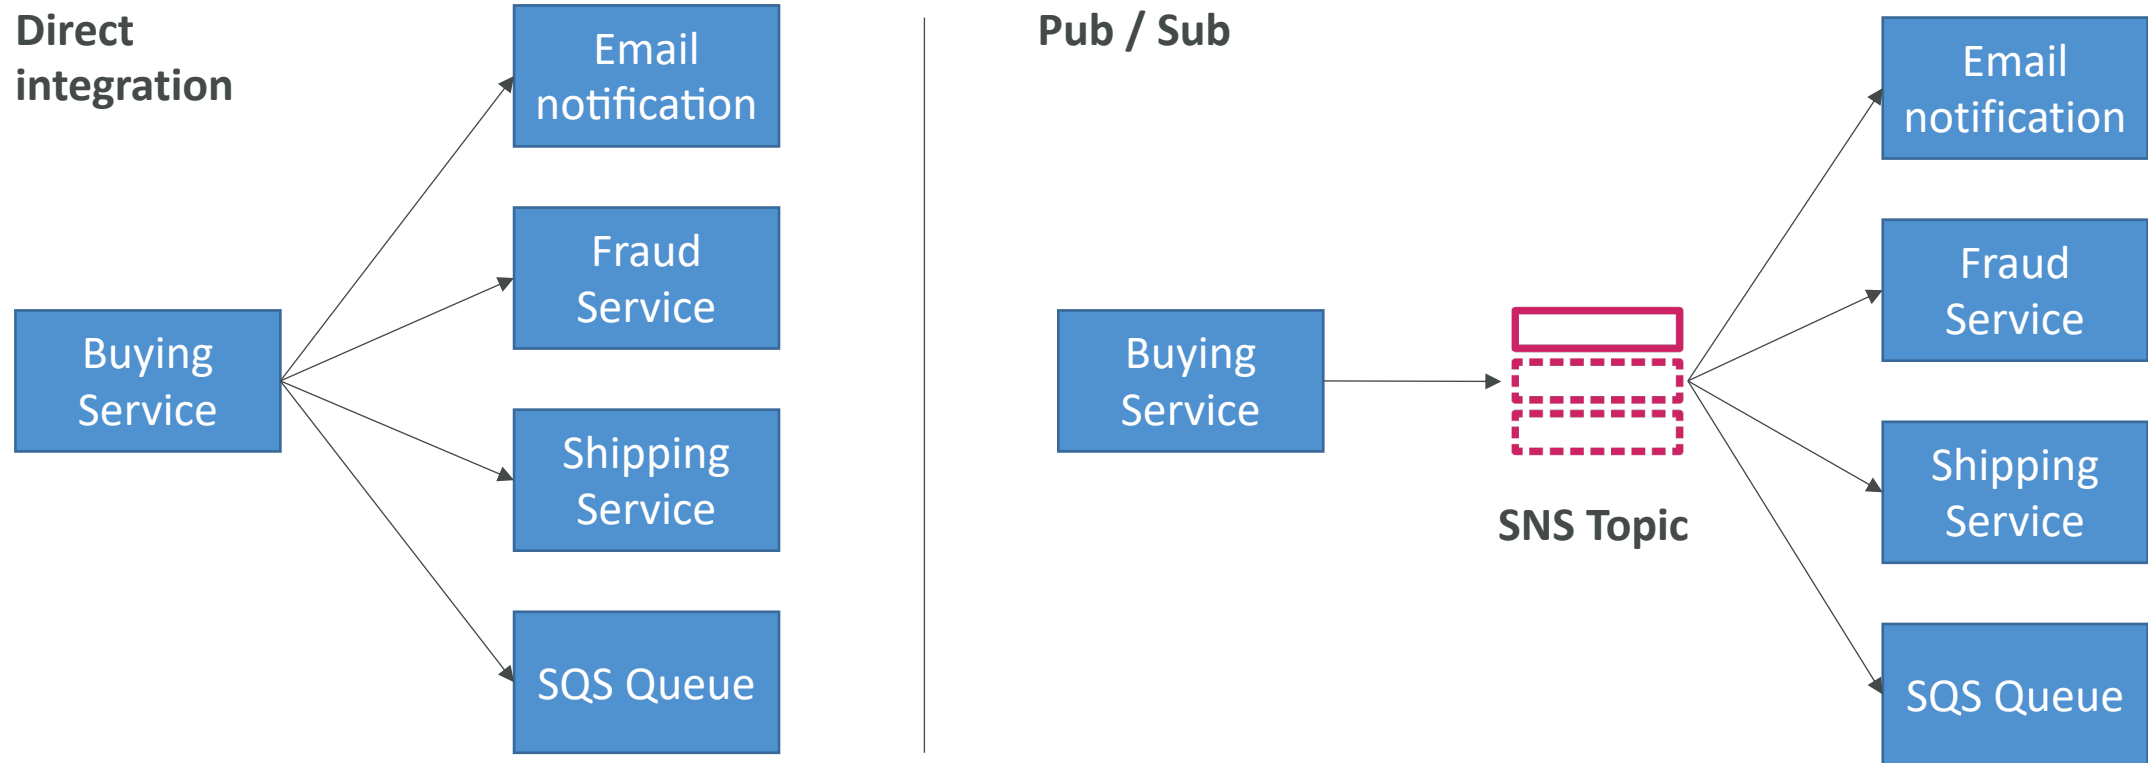 Direct
integration
Email
notification
Fraud
Service
Buying
Service
Shipping
Service
SQS Queue
Pub / Sub
Buying
Service
SNS Topic
Email
notification
Fraud
Service
Shipping
Service
SQS Queue